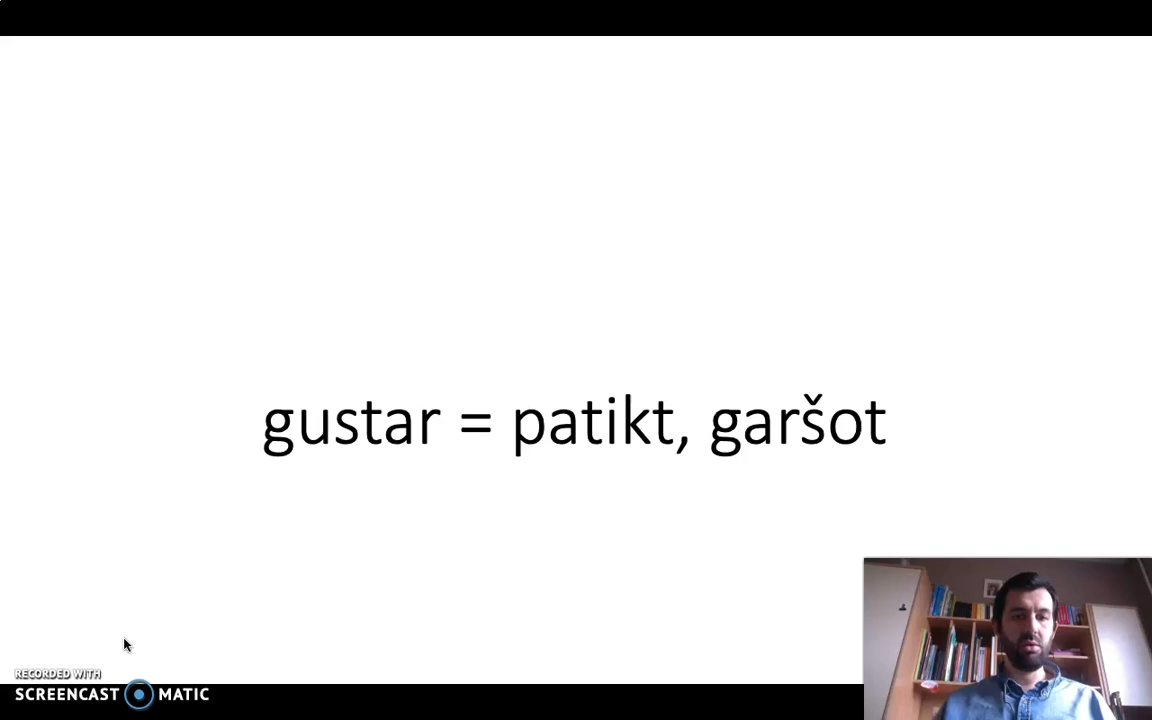 gustar = patikt, garšot
RECORDED WITH
SCREENCAST MATIC